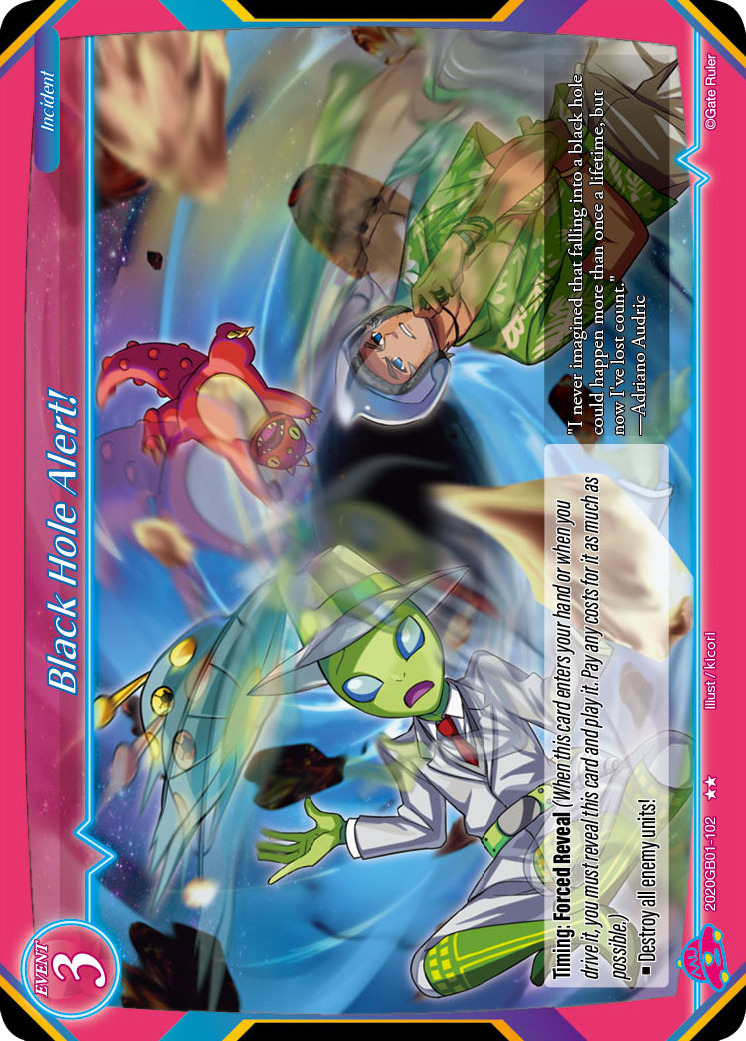 EVENT
3
Black Hole Alert!
Incident
Timing: Forced Reveal (When this card enters your hand or when you
drive it, you must reveal this card and play it. Pay any costs for it as much as
possible.)
■ Destroy all enemy units!
"I never imagined that falling into a black hole
could happen more than once a lifetime, but
now I've lost count."
—Adriano Audric
2020GB01-102 ★★
Illust / kicori
©Gate Ruler